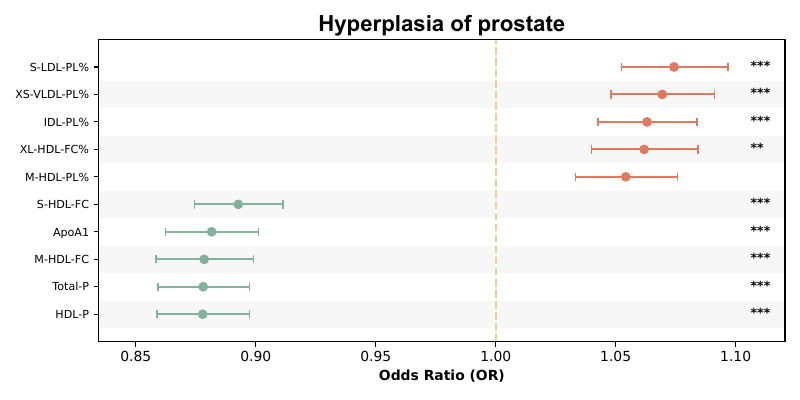 Hyperplasia of prostate
S-LDL-PL% ***
XS-VLDL-PL% ***
IDL-PL% ***
XL-HDL-FC% **
M-HDL-PL%
S-HDL-FC ***
ApoA1 ***
M-HDL-FC ***
Total-P ***
HDL-P ***
0.85 0.90 0.95 1.00 1.05 1.10
Odds Ratio (OR)